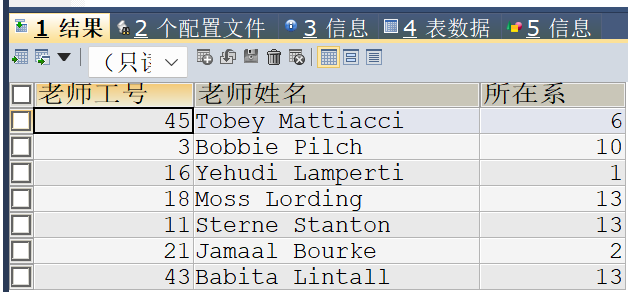 1 结果 2 个配置文件 3 信息 4 表数据 5 信息
（只读
老师工号 老师姓名 所在系
45 Tobey Mattiacci 6
3 Bobbie Pilch 10
16 Yehudi Lamperti 1
18 Moss Lording 13
11 Sterne Stanton 13
21 Jamaal Bourke 2
43 Babita Lintall 13